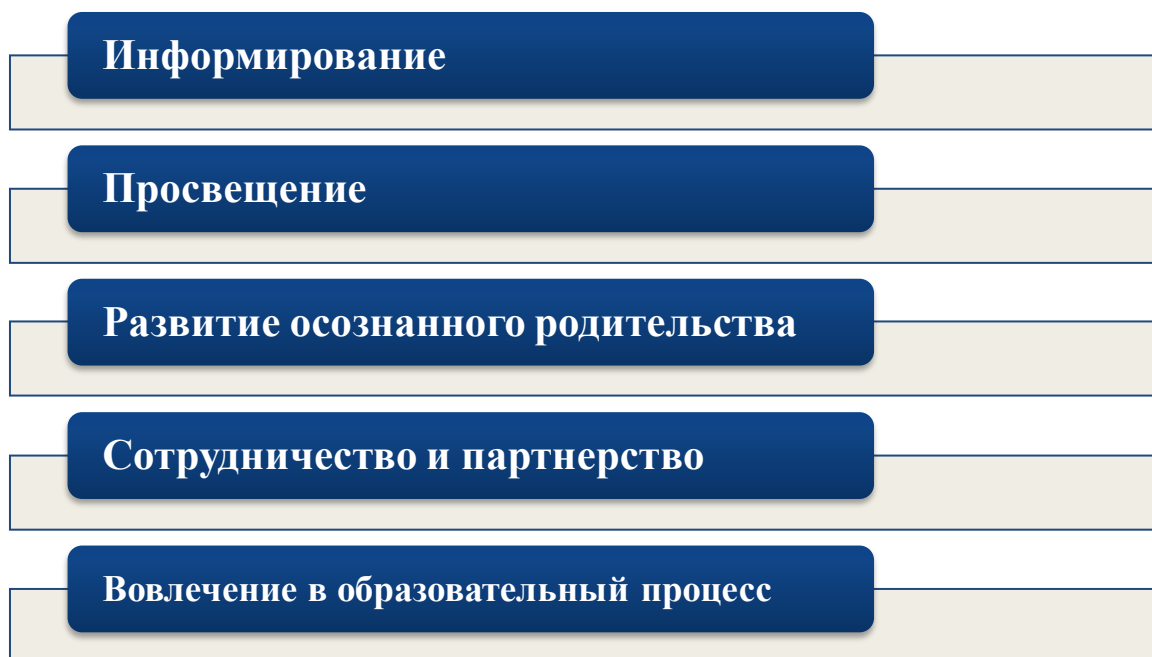 Информирование
Просвещение
Развитие осознанного родительства
Сотрудничество и партнерство
Вовлечение в образовательный процесс